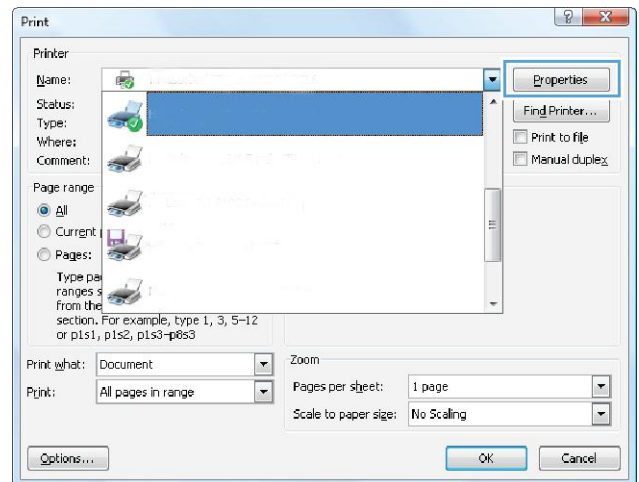 Print
Printer
Name:
Properties
Status:
Find Printer...
Type:
Where:
Print to file
Comment:
Manual duplex
Page range
All
Current
Pages:
Type
ranges
from the
section. For example, type 1, 3, 5–12
or p1s1, p1s2, p1s3–p8s3
Print what: Document
Zoom
Pages per sheet: 1 page
Print: All pages in range
Scale to paper size: No Scaling
Options...
OK
Cancel